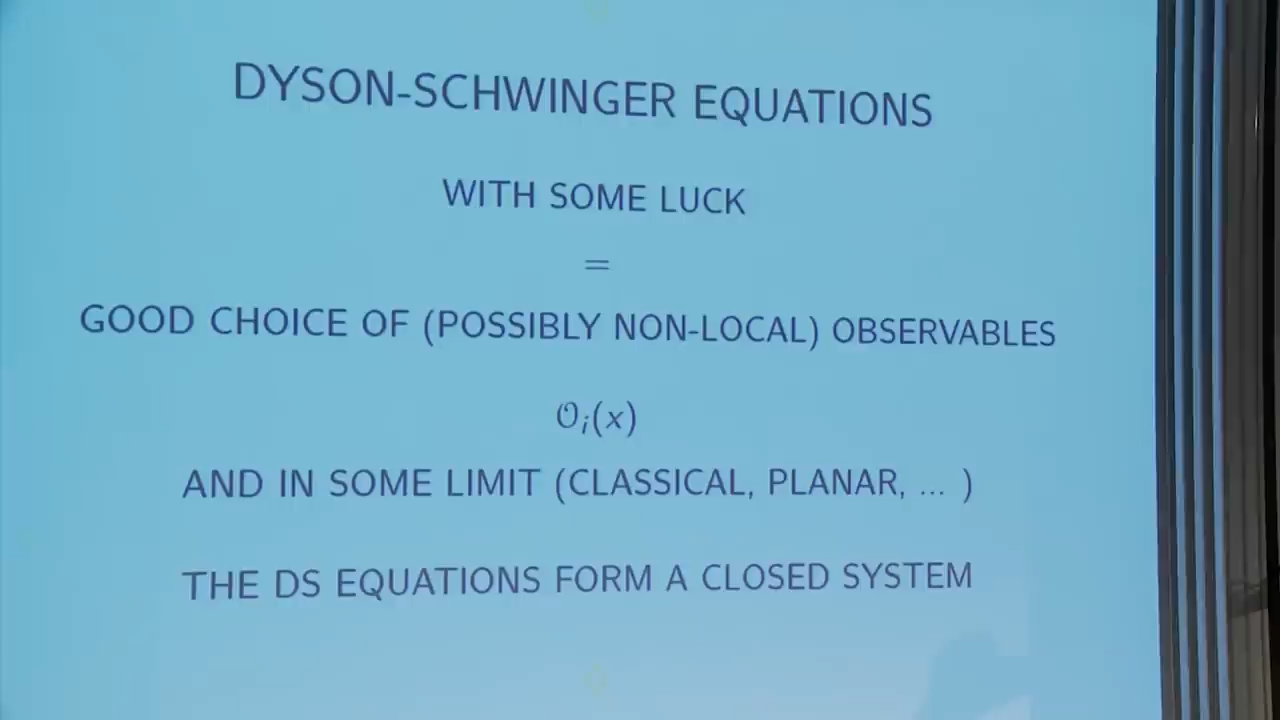 DYSON-SCHWINGER EQUATIONS
WITH SOME LUCK
=
GOOD CHOICE OF (POSSIBLY NON-LOCAL) OBSERVABLES
𝒪ᵢ(x)
AND IN SOME LIMIT (CLASSICAL, PLANAR, ... )
THE DS EQUATIONS FORM A CLOSED SYSTEM